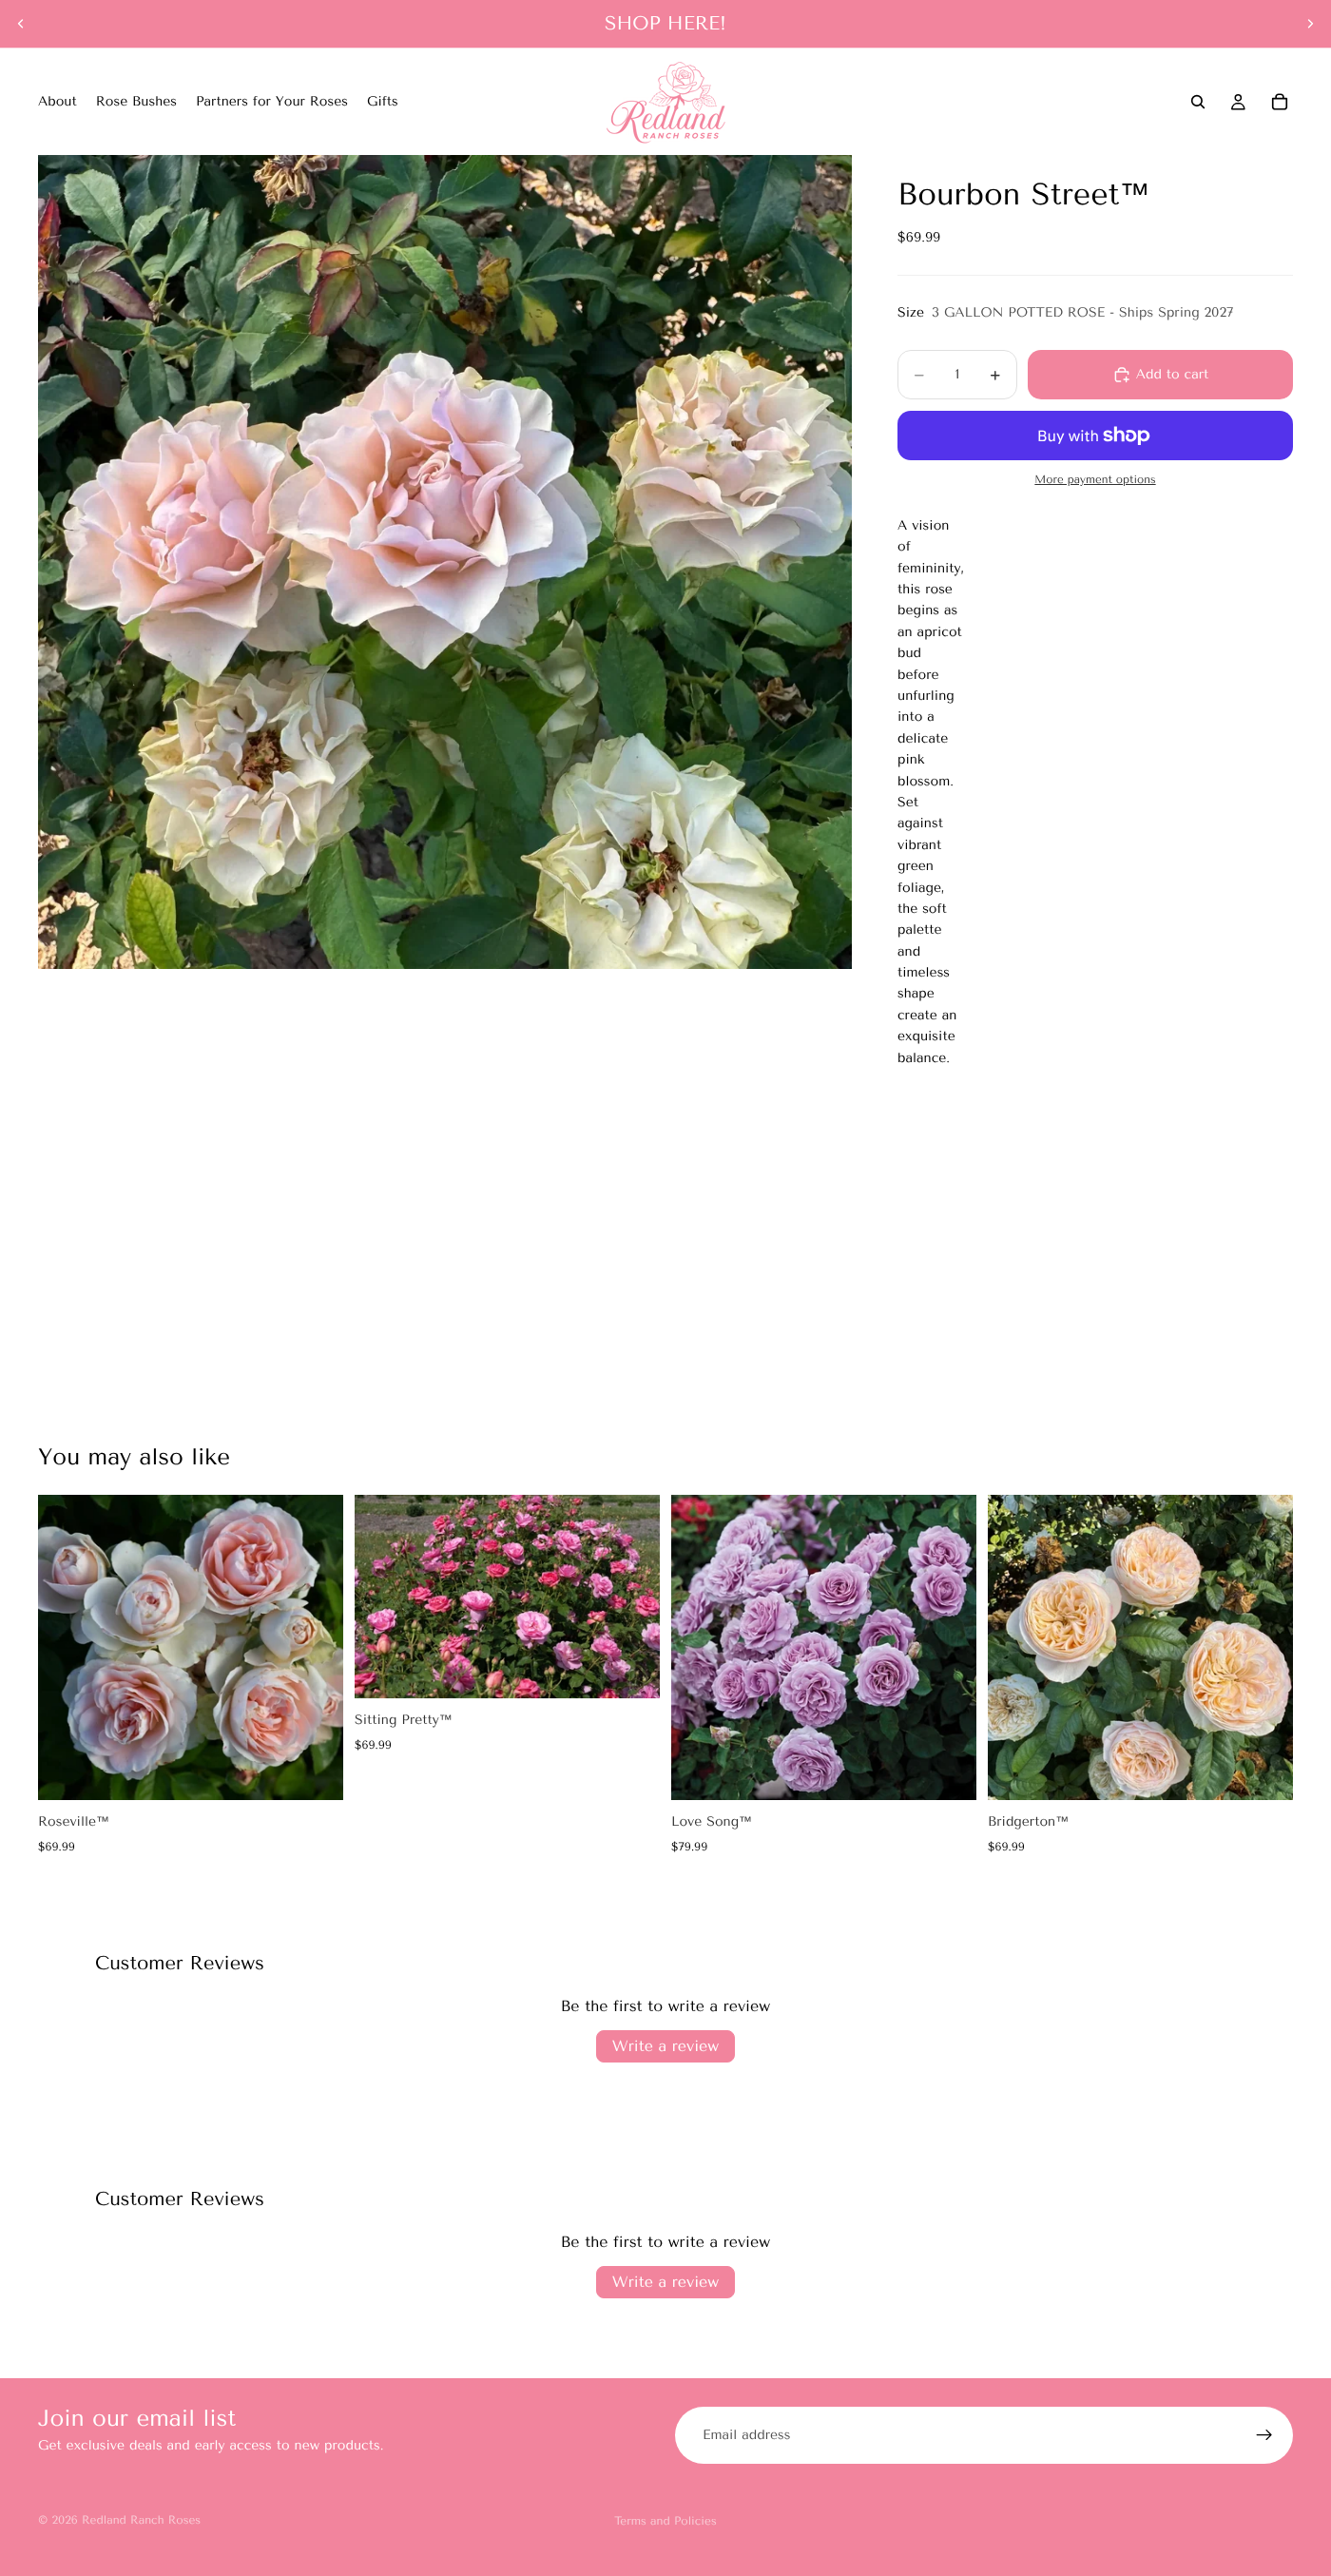 SHOP HERE!
About Rose Bushes Partners for Your Roses Gifts
Redland
RANCH ROSES
Bourbon Street™
$69.99
Size 3 GALLON POTTED ROSE - Ships Spring 2027
1
Add to cart
Buy with shop
More payment options
A vision
of
femininity,
this rose
begins as
an apricot
bud
before
unfurling
into a
delicate
pink
blossom.
Set
against
vibrant
green
foliage,
the soft
palette
and
timeless
shape
create an
exquisite
balance.
You may also like
Roseville™
$69.99
Sitting Pretty™
$69.99
Love Song™
$79.99
Bridgerton™
$69.99
Customer Reviews
Be the first to write a review
Write a review
Customer Reviews
Be the first to write a review
Write a review
Join our email list
Get exclusive deals and early access to new products.
Email address
© 2026 Redland Ranch Roses
Terms and Policies